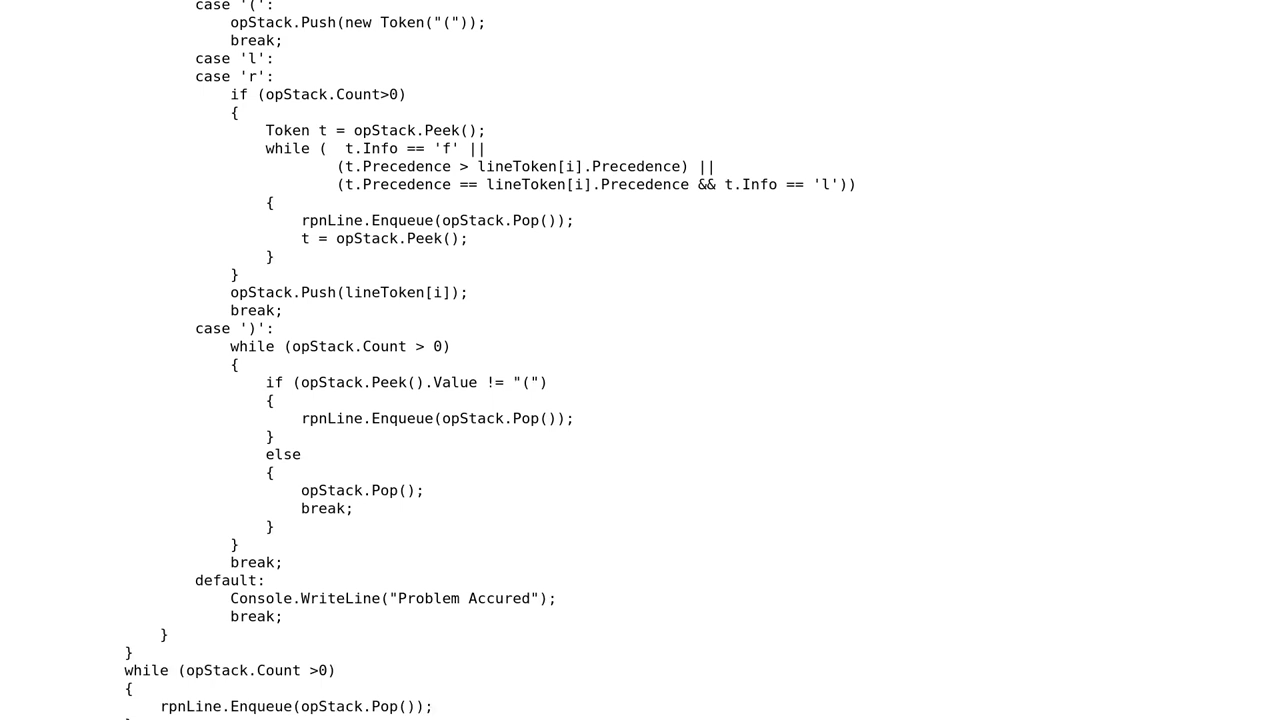 case '(':
opStack.Push(new Token("("));
break;
case 'l':
case 'r':
if (opStack.Count>0)
{
Token t = opStack.Peek();
while (  t.Info == 'f' ||
(t.Precedence > lineToken[i].Precedence) ||
(t.Precedence == lineToken[i].Precedence && t.Info == 'l'))
{
rpnLine.Enqueue(opStack.Pop());
t = opStack.Peek();
}
}
opStack.Push(lineToken[i]);
break;
case ')':
while (opStack.Count > 0)
{
if (opStack.Peek().Value != "(")
{
rpnLine.Enqueue(opStack.Pop());
}
else
{
opStack.Pop();
break;
}
}
break;
default:
Console.WriteLine("Problem Accured");
break;
}
}
while (opStack.Count >0)
{
rpnLine.Enqueue(opStack.Pop());